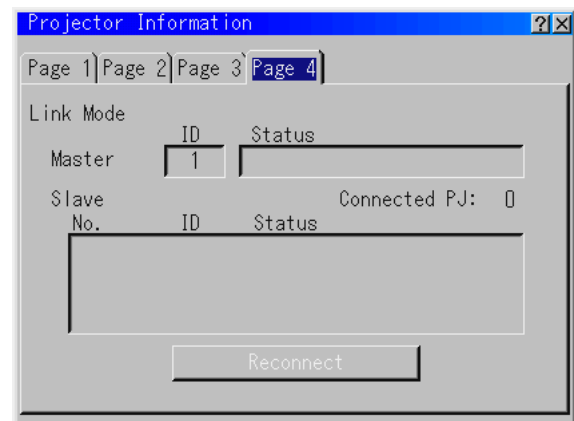 Projector Information ? X
Page 1 Page 2 Page 3 Page 4
Link Mode
ID Status
Master 1
Slave Connected PJ: 0
No. ID Status
Reconnect